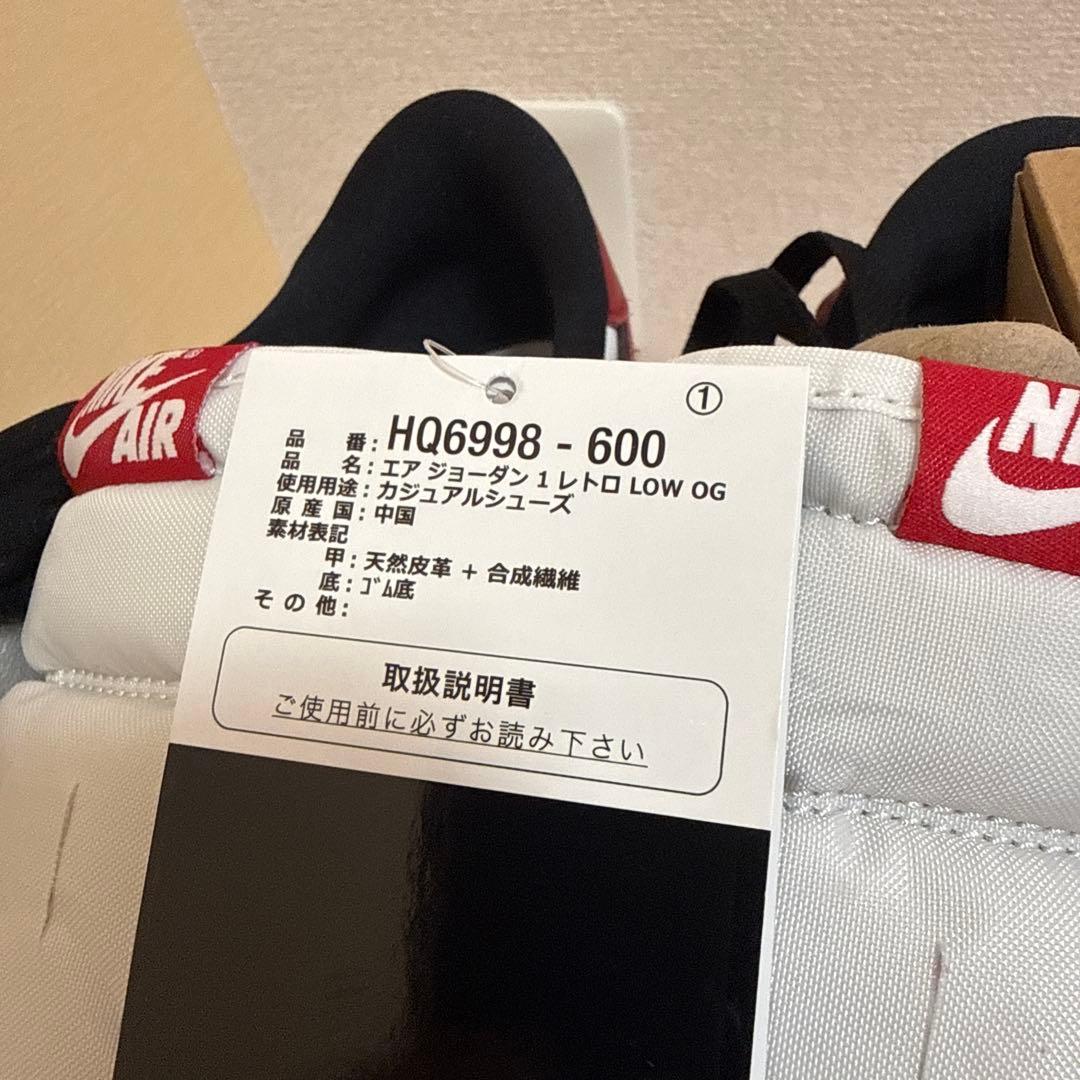 NIKE®
AIR
①
品番：HQ6998 - 600
品名：エア ジョーダン 1 レトロ LOW OG
使用用途：カジュアルシューズ
原産国：中国
素材表記
甲：天然皮革 + 合成繊維
底：ｺﾞﾑ底
その他：
取扱説明書
ご使用前に必ずお読み下さい